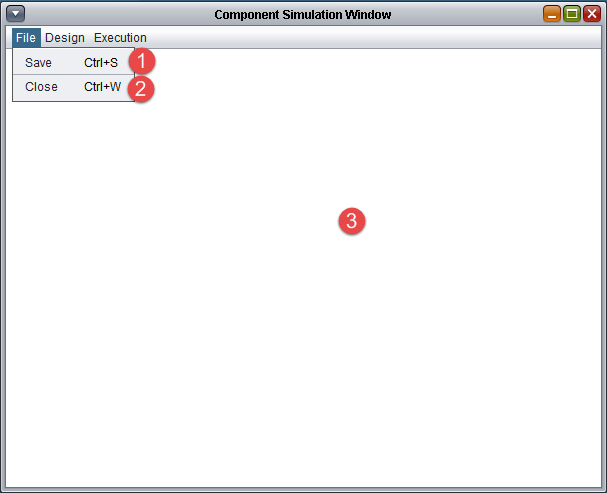 Component Simulation Window
File Design Execution
Save Ctrl+S 1
Close Ctrl+W 2
3